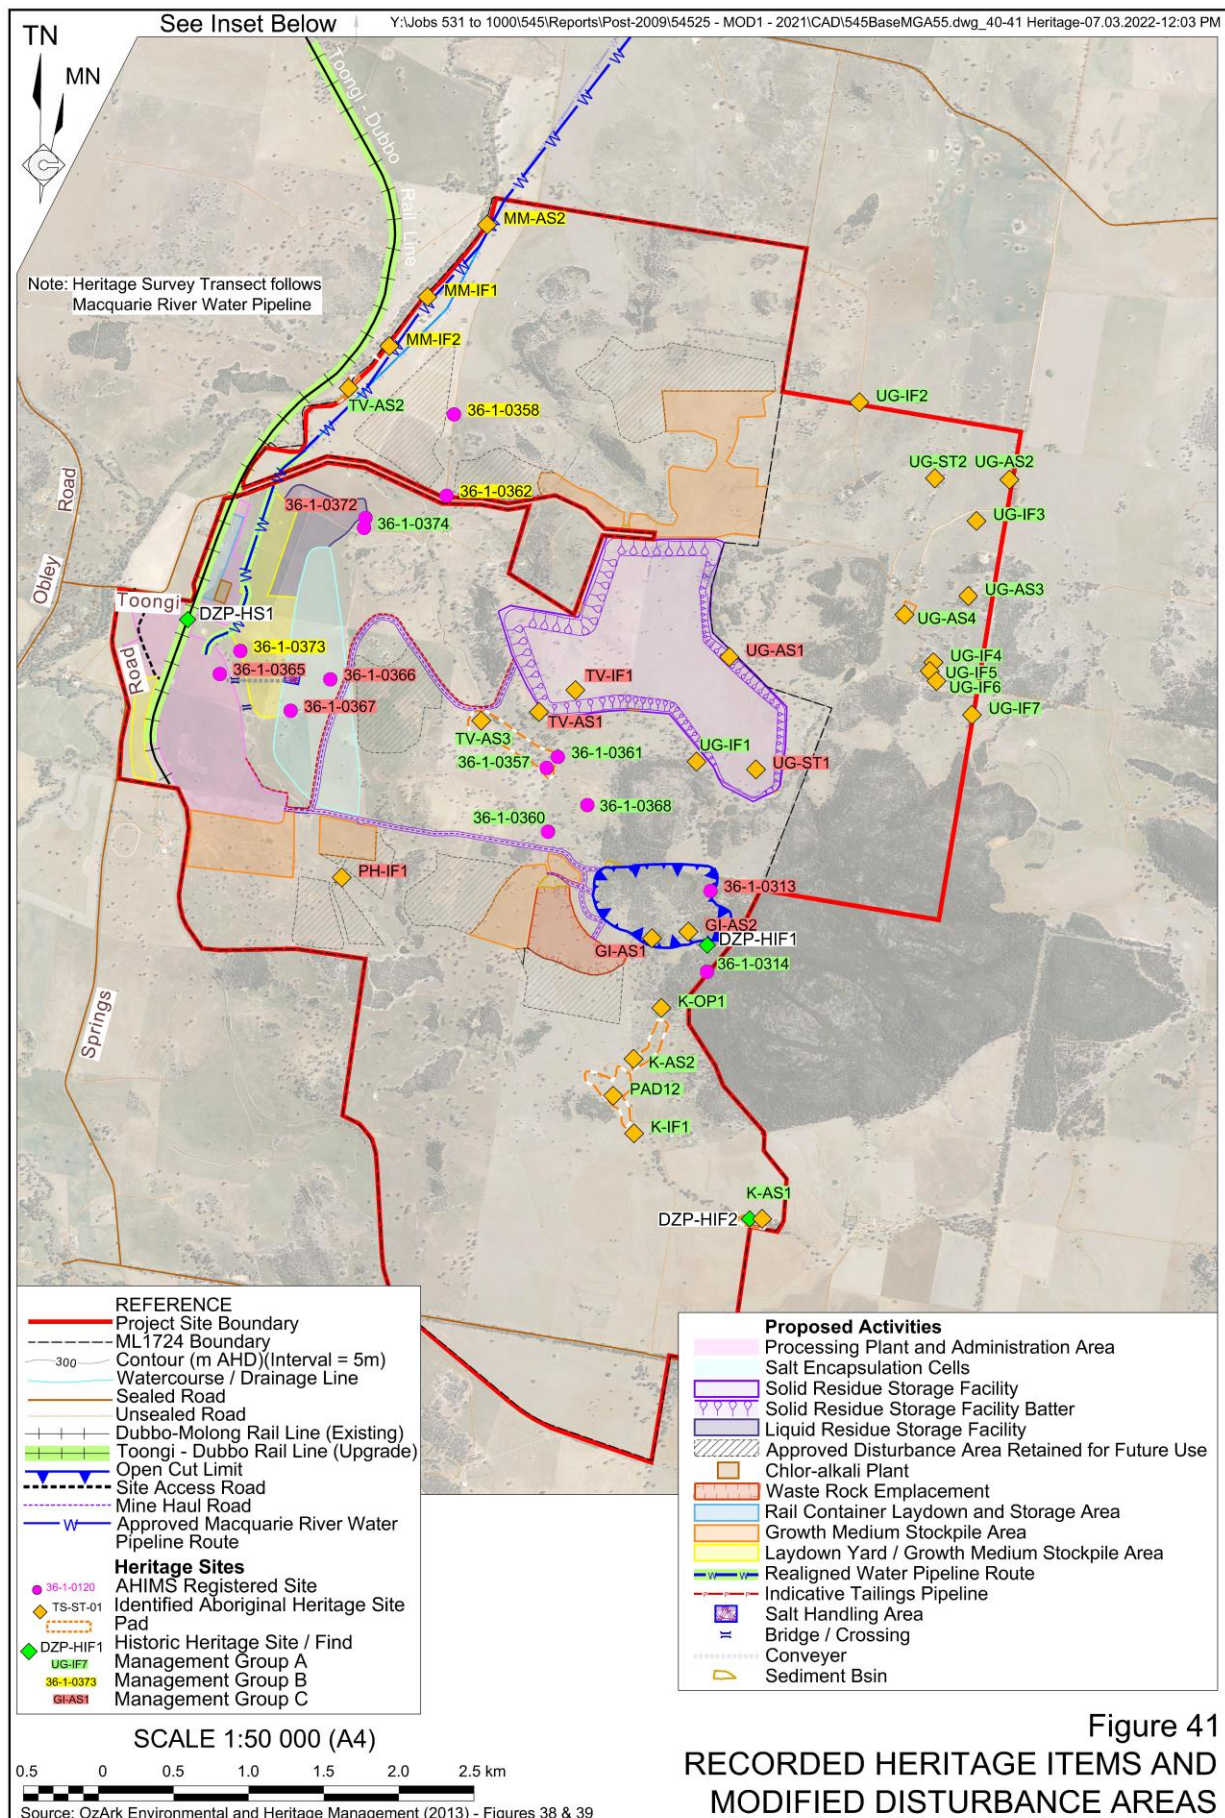 See Inset Below
Y:\Jobs 531 to 1000\545\Reports\Post-2009\54525 - MOD1 - 2021\CAD\545BaseMGA55.dwg_40-41 Heritage-07.03.2022-12:03 PM
TN
MN
Toongi - Dubbo
Rail Line
W
MM-AS2
Note: Heritage Survey Transect follows
Macquarie River Water Pipeline
MM-IF1
MM-IF2
TV-AS2
36-1-0358
UG-IF2
UG-ST2
UG-AS2
36-1-0362
36-1-0372
36-1-0374
UG-IF3
Obley
Road
Toongi
Road
DZP-HS1
UG-AS3
UG-AS4
36-1-0373
36-1-0365
36-1-0366
36-1-0367
UG-AS1
UG-IF4
UG-IF5
UG-IF6
UG-IF7
TV-IF1
TV-AS1
TV-AS3
36-1-0361
36-1-0357
UG-IF1
UG-ST1
36-1-0368
36-1-0360
PH-IF1
36-1-0313
GI-AS2
GI-AS1
DZP-HIF1
36-1-0314
K-OP1
Springs
K-AS2
PAD12
K-IF1
K-AS1
DZP-HIF2
REFERENCE
Project Site Boundary
ML1724 Boundary
300 Contour (m AHD)(Interval = 5m)
Watercourse / Drainage Line
Sealed Road
Unsealed Road
Dubbo-Molong Rail Line (Existing)
Toongi - Dubbo Rail Line (Upgrade)
Open Cut Limit
Site Access Road
Mine Haul Road
W Approved Macquarie River Water
Pipeline Route
Heritage Sites
36-1-0120 AHIMS Registered Site
TS-ST-01 Identified Aboriginal Heritage Site
Pad
DZP-HIF1 Historic Heritage Site / Find
UG-IF7 Management Group A
36-1-0373 Management Group B
GI-AS1 Management Group C
Proposed Activities
Processing Plant and Administration Area
Salt Encapsulation Cells
Solid Residue Storage Facility
Solid Residue Storage Facility Batter
Liquid Residue Storage Facility
Approved Disturbance Area Retained for Future Use
Chlor-alkali Plant
Waste Rock Emplacement
Rail Container Laydown and Storage Area
Growth Medium Stockpile Area
Laydown Yard / Growth Medium Stockpile Area
W W Realigned Water Pipeline Route
P P P Indicative Tailings Pipeline
Salt Handling Area
Bridge / Crossing
Conveyer
Sediment Bsin
SCALE 1:50 000 (A4)
0.5 0 0.5 1.0 1.5 2.0 2.5 km
Source: OzArk Environmental and Heritage Management (2013) - Figures 38 & 39
Figure 41
RECORDED HERITAGE ITEMS AND
MODIFIED DISTURBANCE AREAS